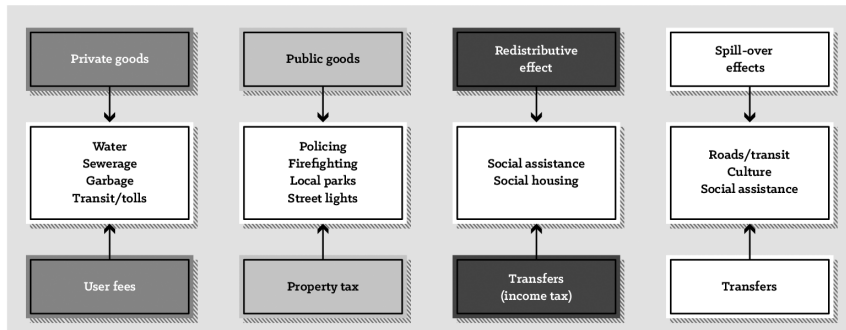 Private goods
Public goods
Redistributive
effect
Spill-over
effects
Water
Sewerage
Garbage
Transit/tolls
Policing
Firefighting
Local parks
Street lights
Social assistance
Social housing
Roads/transit
Culture
Social assistance
User fees
Property tax
Transfers
(income tax)
Transfers